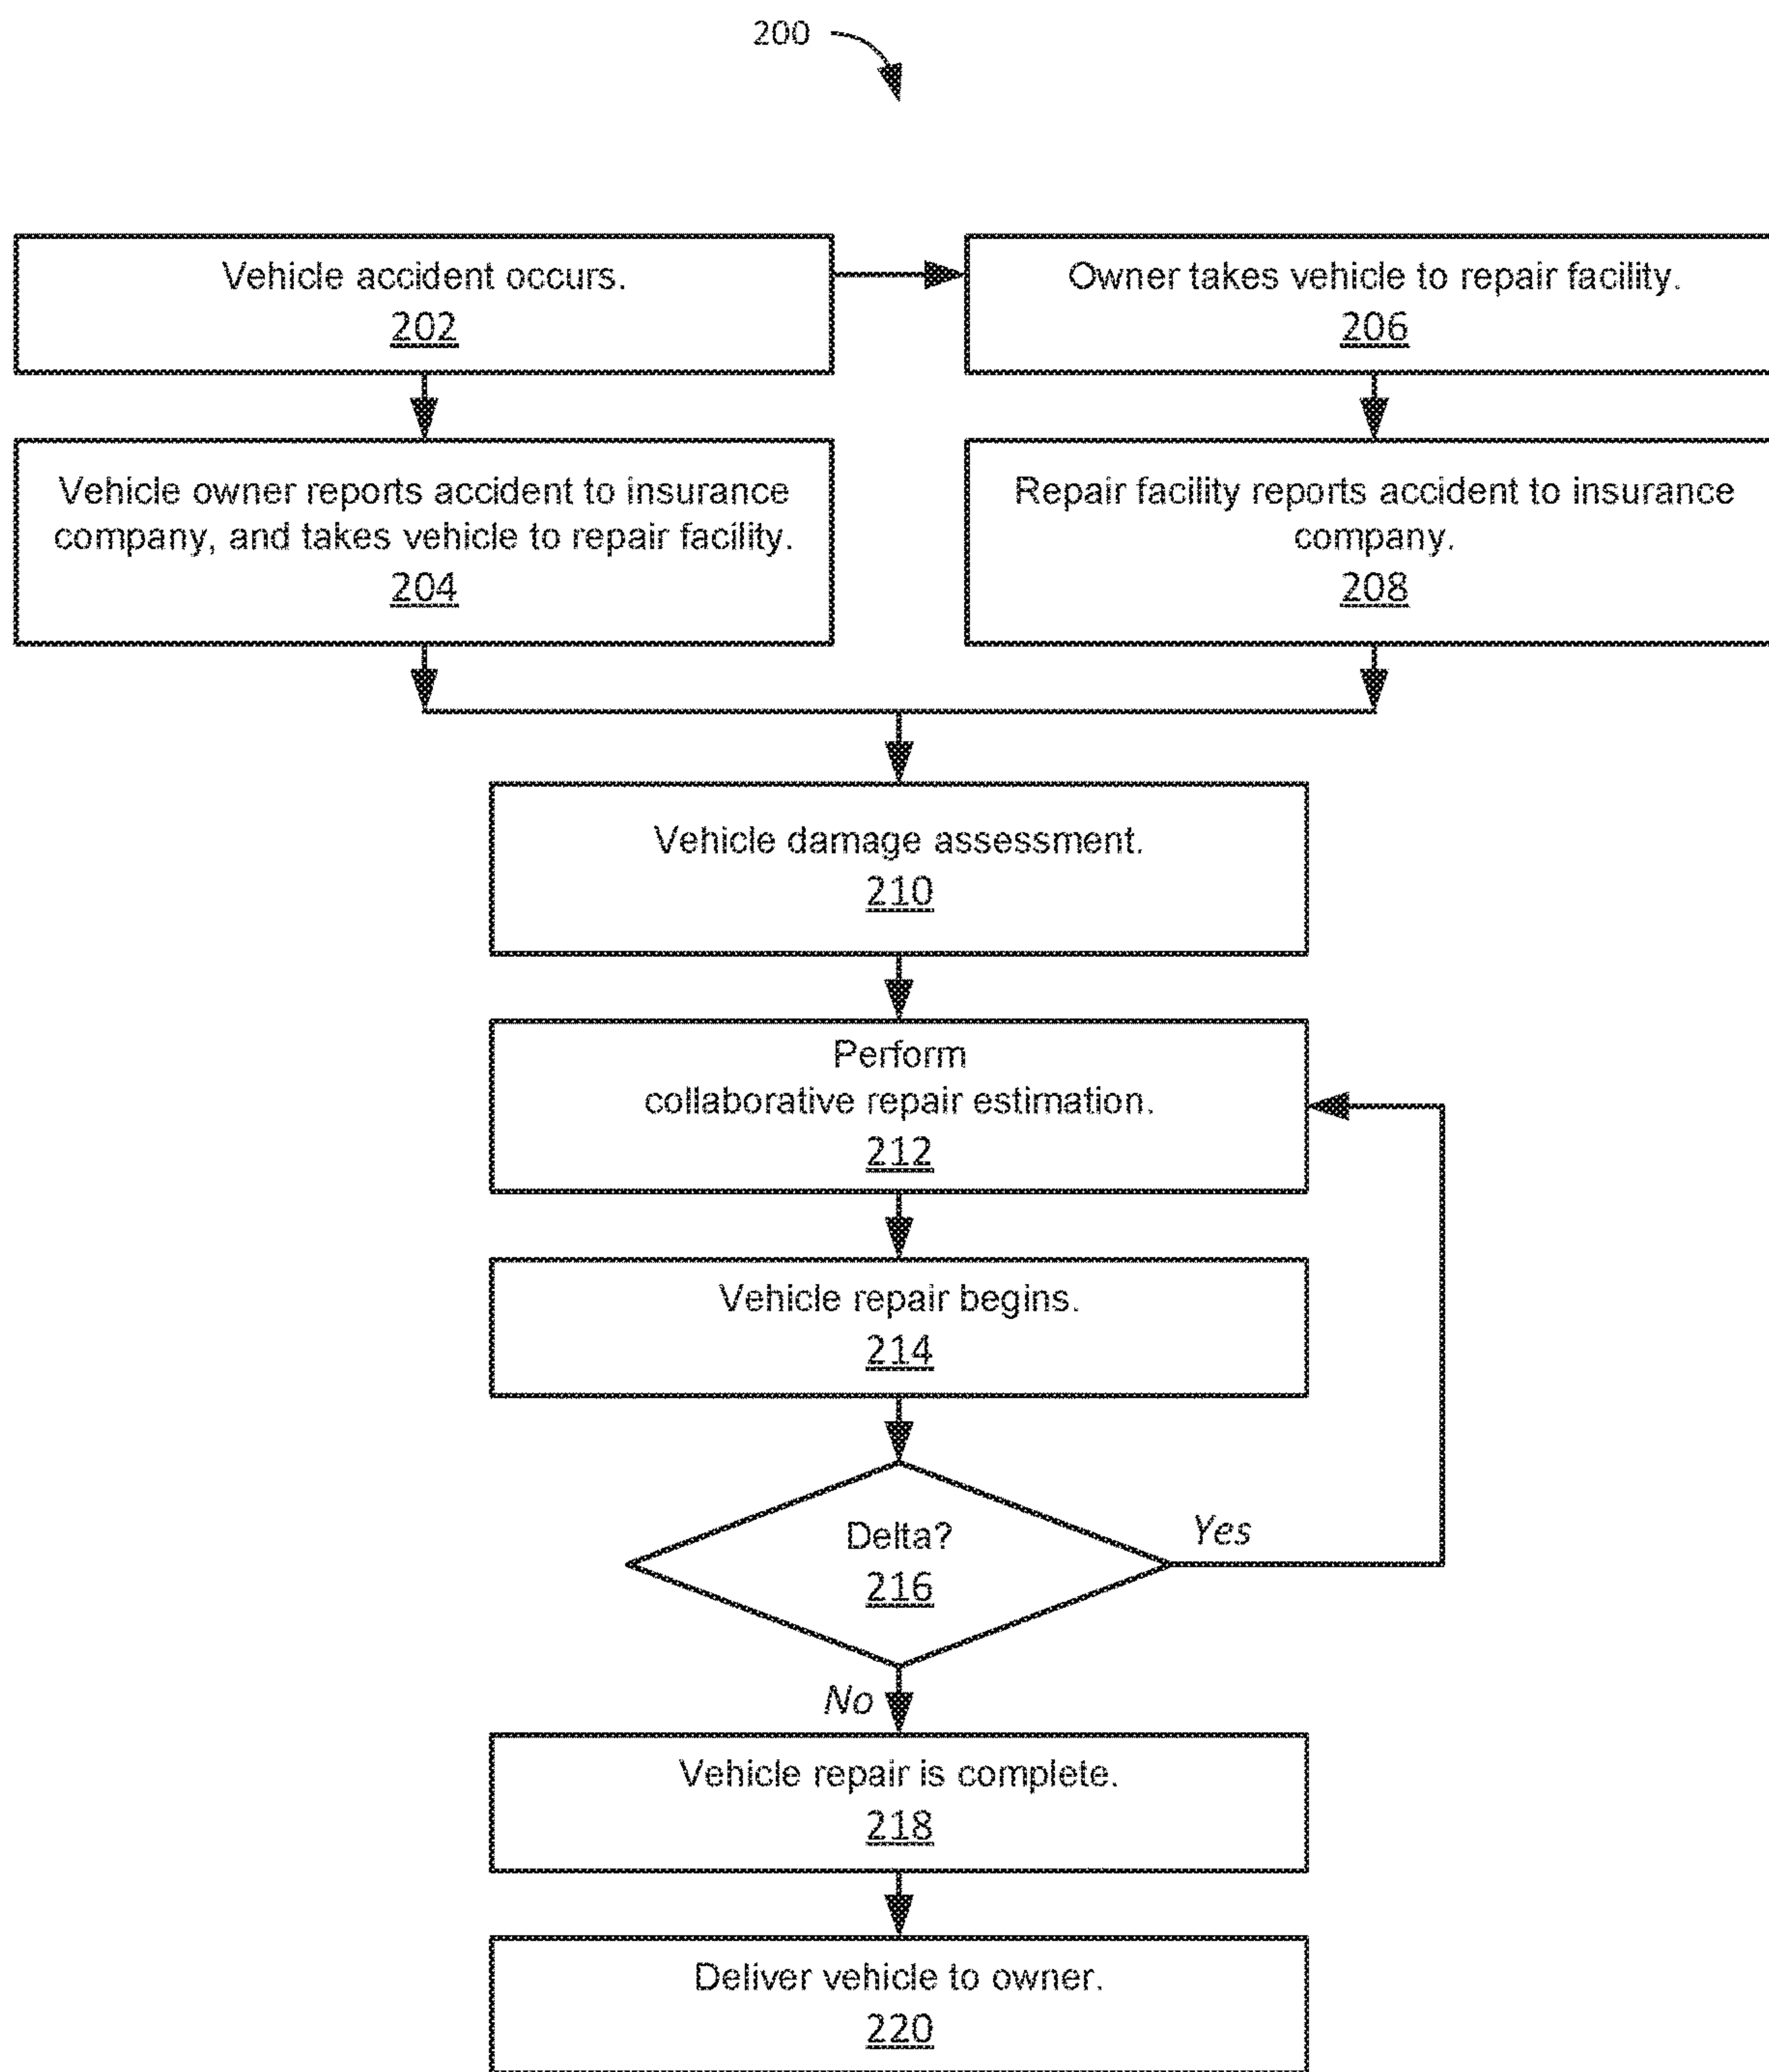 200
Vehicle accident occurs.
202
Owner takes vehicle to repair facility.
206
Vehicle owner reports accident to insurance
company, and takes vehicle to repair facility.
204
Repair facility reports accident to insurance
company.
208
Vehicle damage assessment.
210
Perform
collaborative repair estimation.
212
Vehicle repair begins.
214
Delta?
216
Yes
No
Vehicle repair is complete.
218
Deliver vehicle to owner.
220